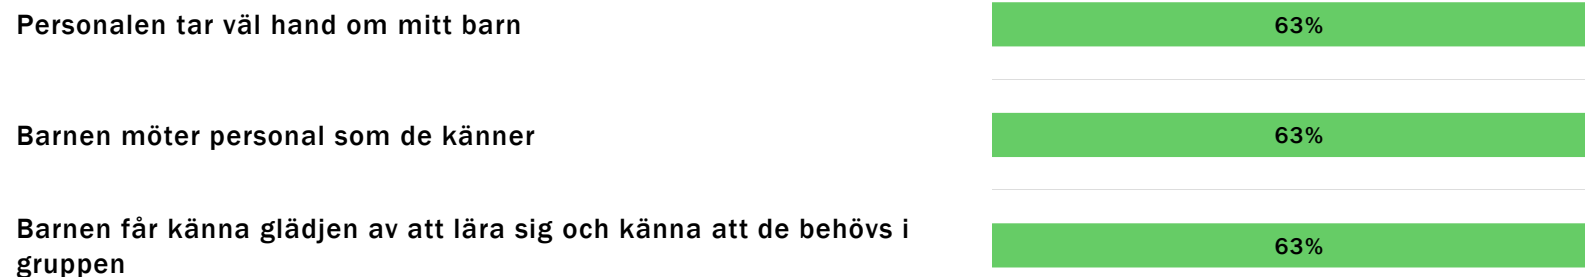 Personalen tar väl hand om mitt barn
63%
Barnen möter personal som de känner
63%
Barnen får känna glädjen av att lära sig och känna att de behövs i
gruppen
63%